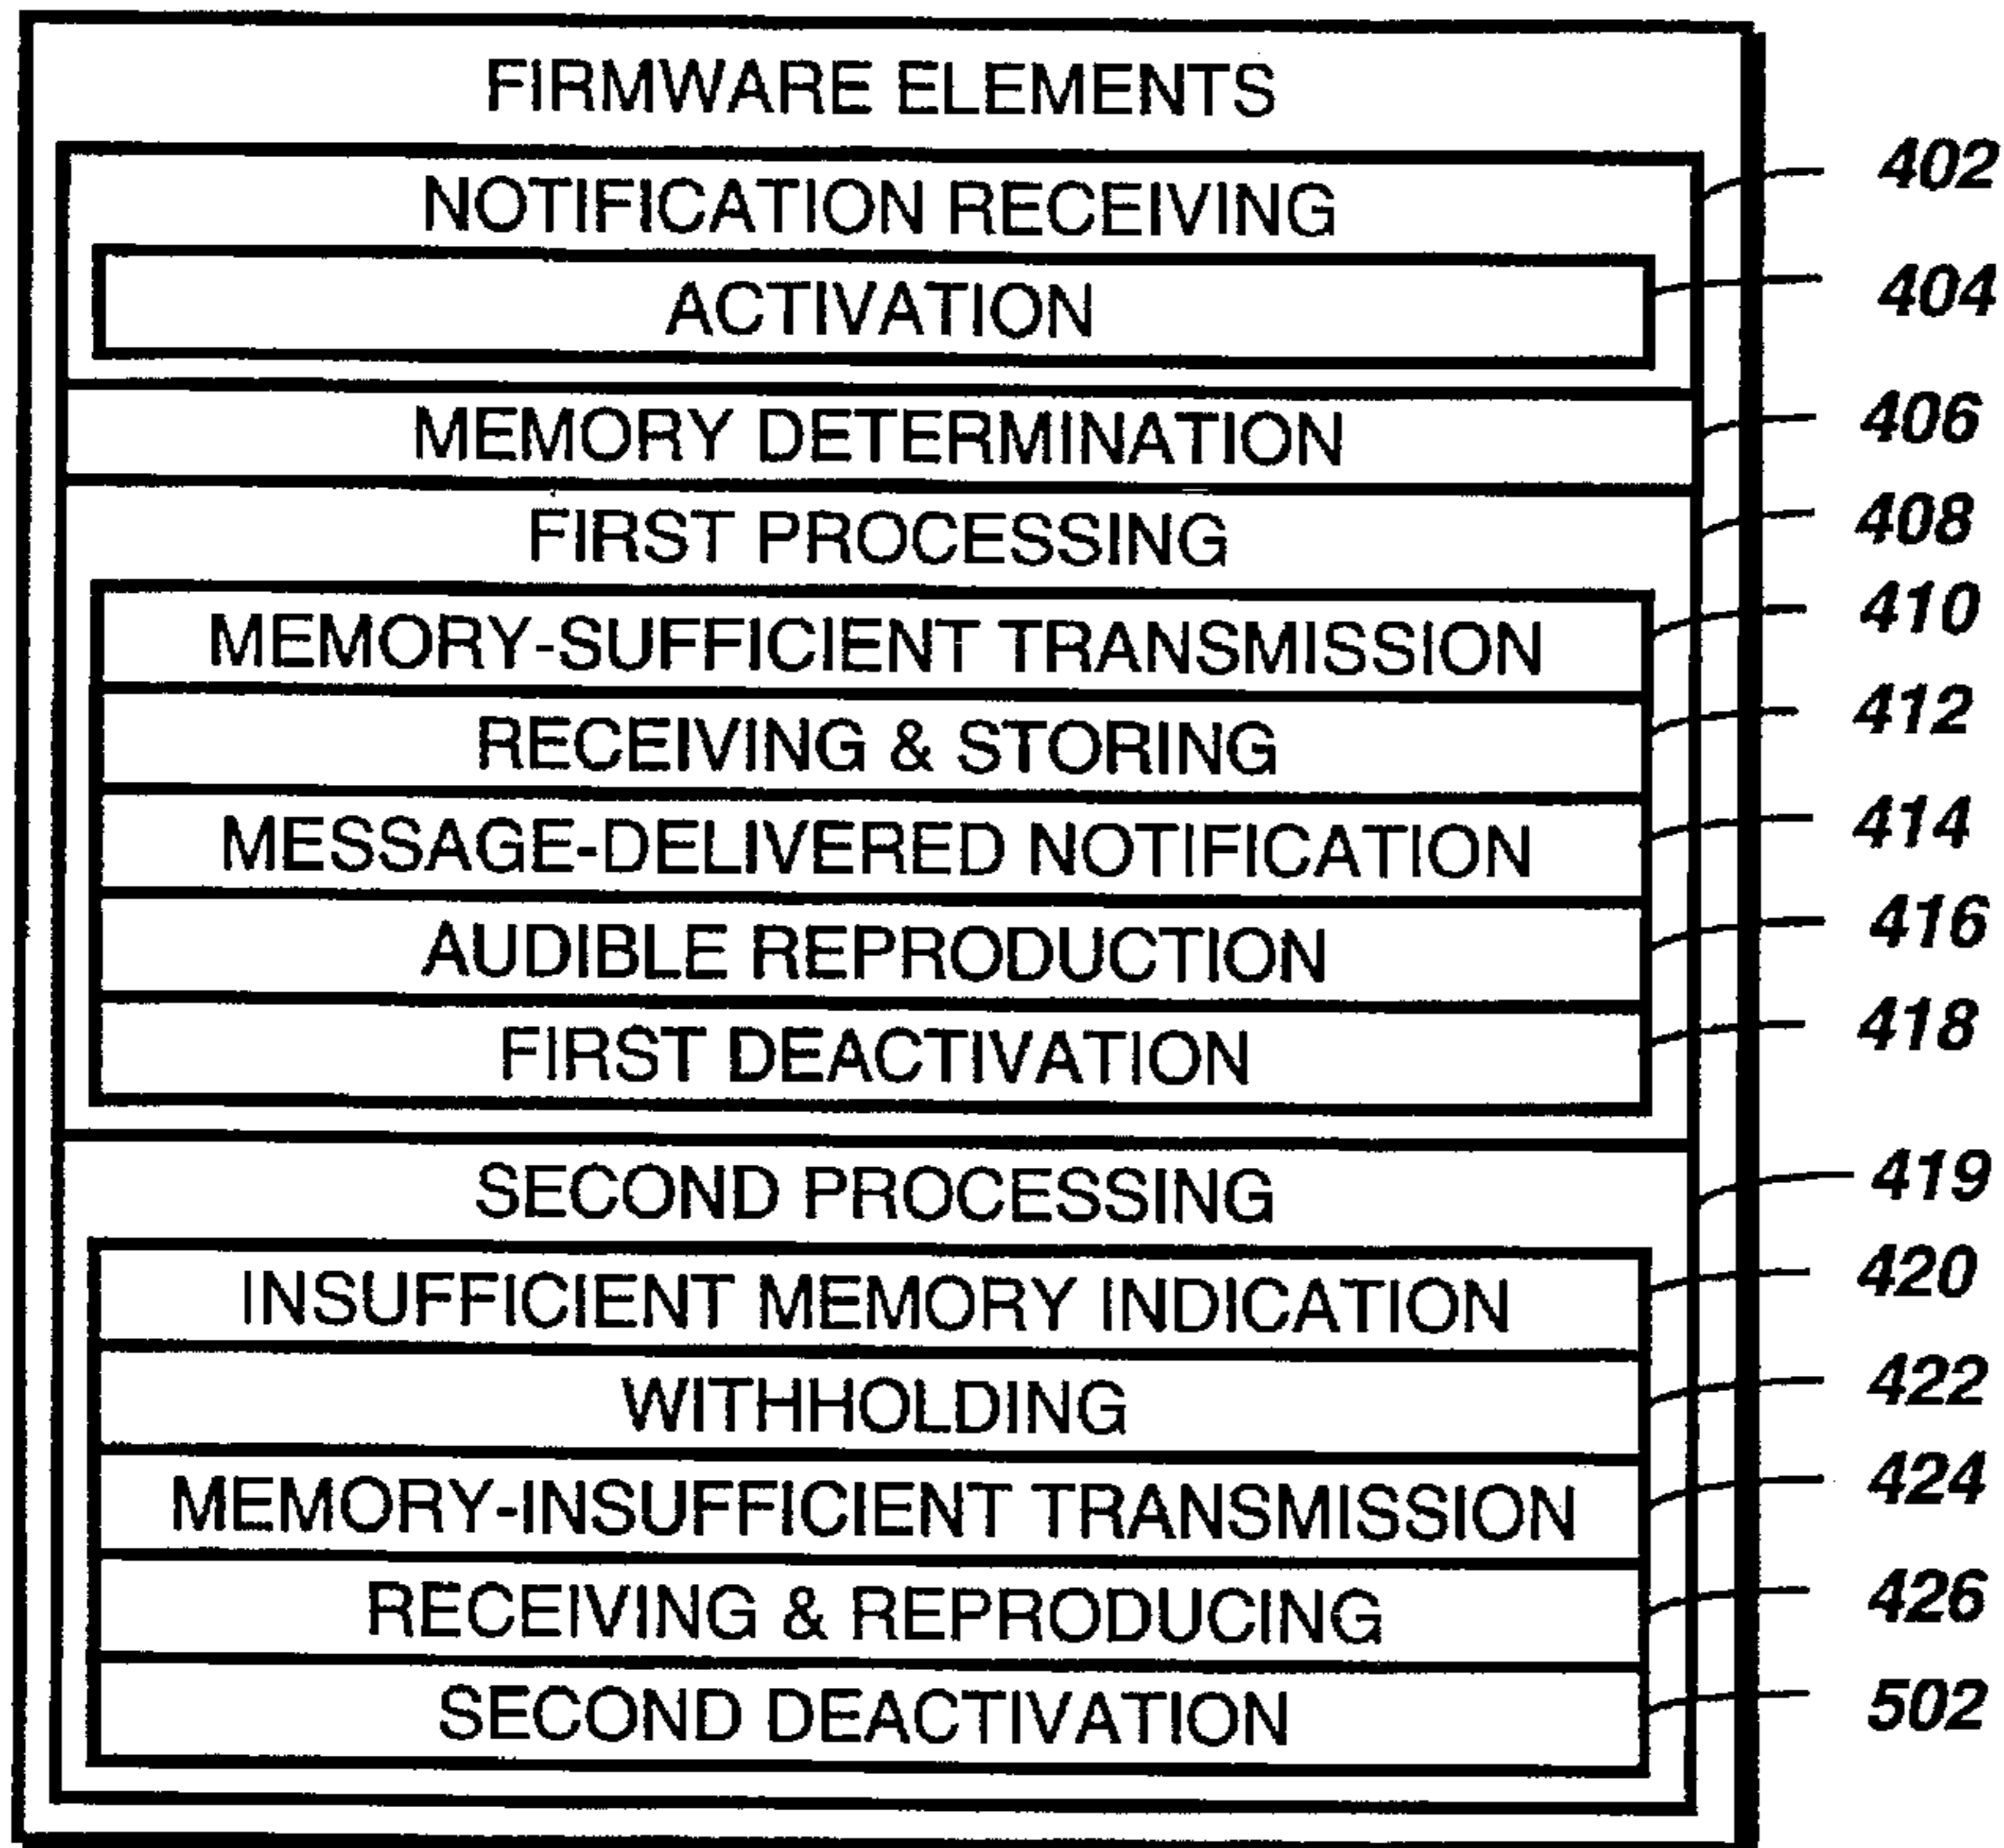 FIRMWARE ELEMENTS
NOTIFICATION RECEIVING 402
ACTIVATION 404
MEMORY DETERMINATION 406
FIRST PROCESSING 408
MEMORY-SUFFICIENT TRANSMISSION 410
RECEIVING & STORING 412
MESSAGE-DELIVERED NOTIFICATION 414
AUDIBLE REPRODUCTION 416
FIRST DEACTIVATION 418
SECOND PROCESSING 419
INSUFFICIENT MEMORY INDICATION 420
WITHHOLDING 422
MEMORY-INSUFFICIENT TRANSMISSION 424
RECEIVING & REPRODUCING 426
SECOND DEACTIVATION 502